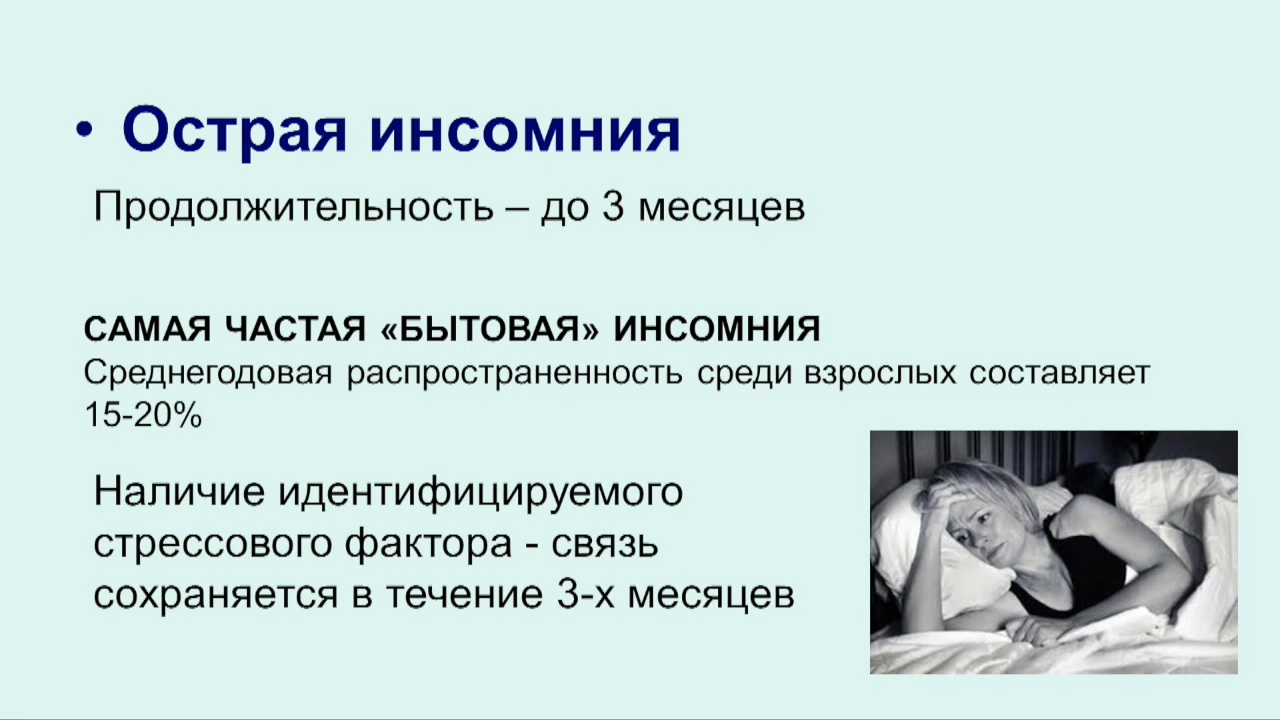 • Острая инсомния
Продолжительность – до 3 месяцев
САМАЯ ЧАСТАЯ «БЫТОВАЯ» ИНСОМНИЯ
Среднегодовая распространенность среди взрослых составляет
15-20%
Наличие идентифицируемого
стрессового фактора - связь
сохраняется в течение 3-х месяцев